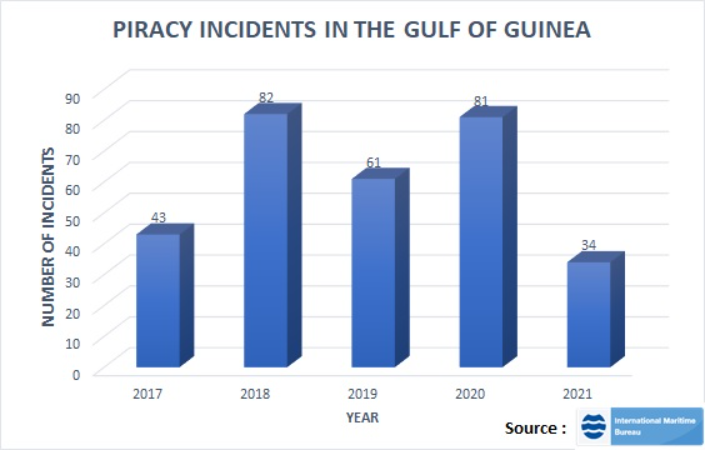 PIRACY INCIDENTS IN THE GULF OF GUINEA
NUMBER OF INCIDENTS
90
80
70
60
50
40
30
20
10
0
43
82
61
81
34
2017 2018 2019 2020 2021
YEAR
Source :
International Maritime
Bureau